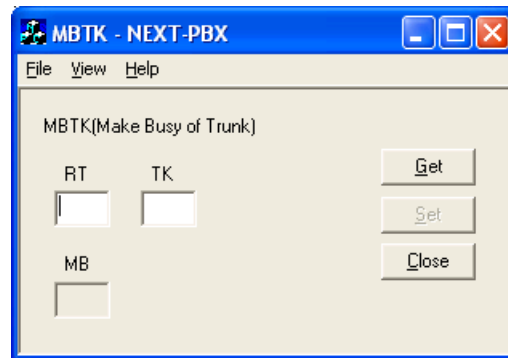 MBTK - NEXT-PBX
File View Help
MBTK(Make Busy of Trunk)
RT TK
Get
Set
MB
Close